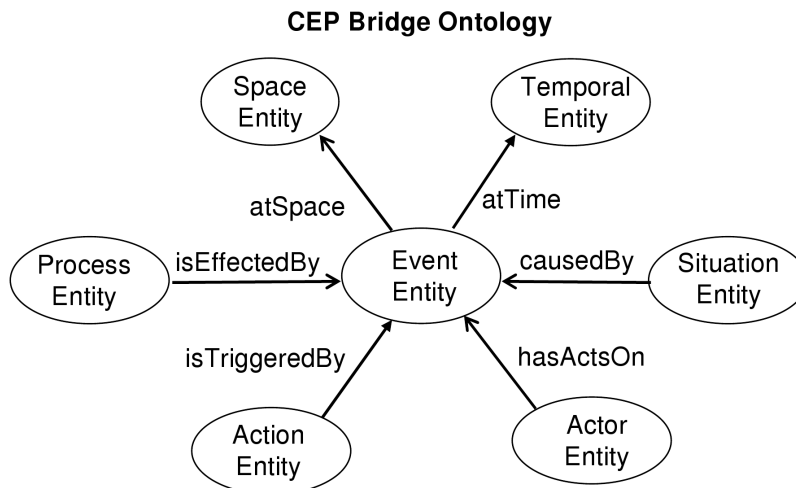 CEP Bridge Ontology
Space
Entity
Temporal
Entity
atSpace
atTime
Process
Entity
isEffectedBy
Event
Entity
causedBy
Situation
Entity
isTriggeredBy
hasActsOn
Action
Entity
Actor
Entity